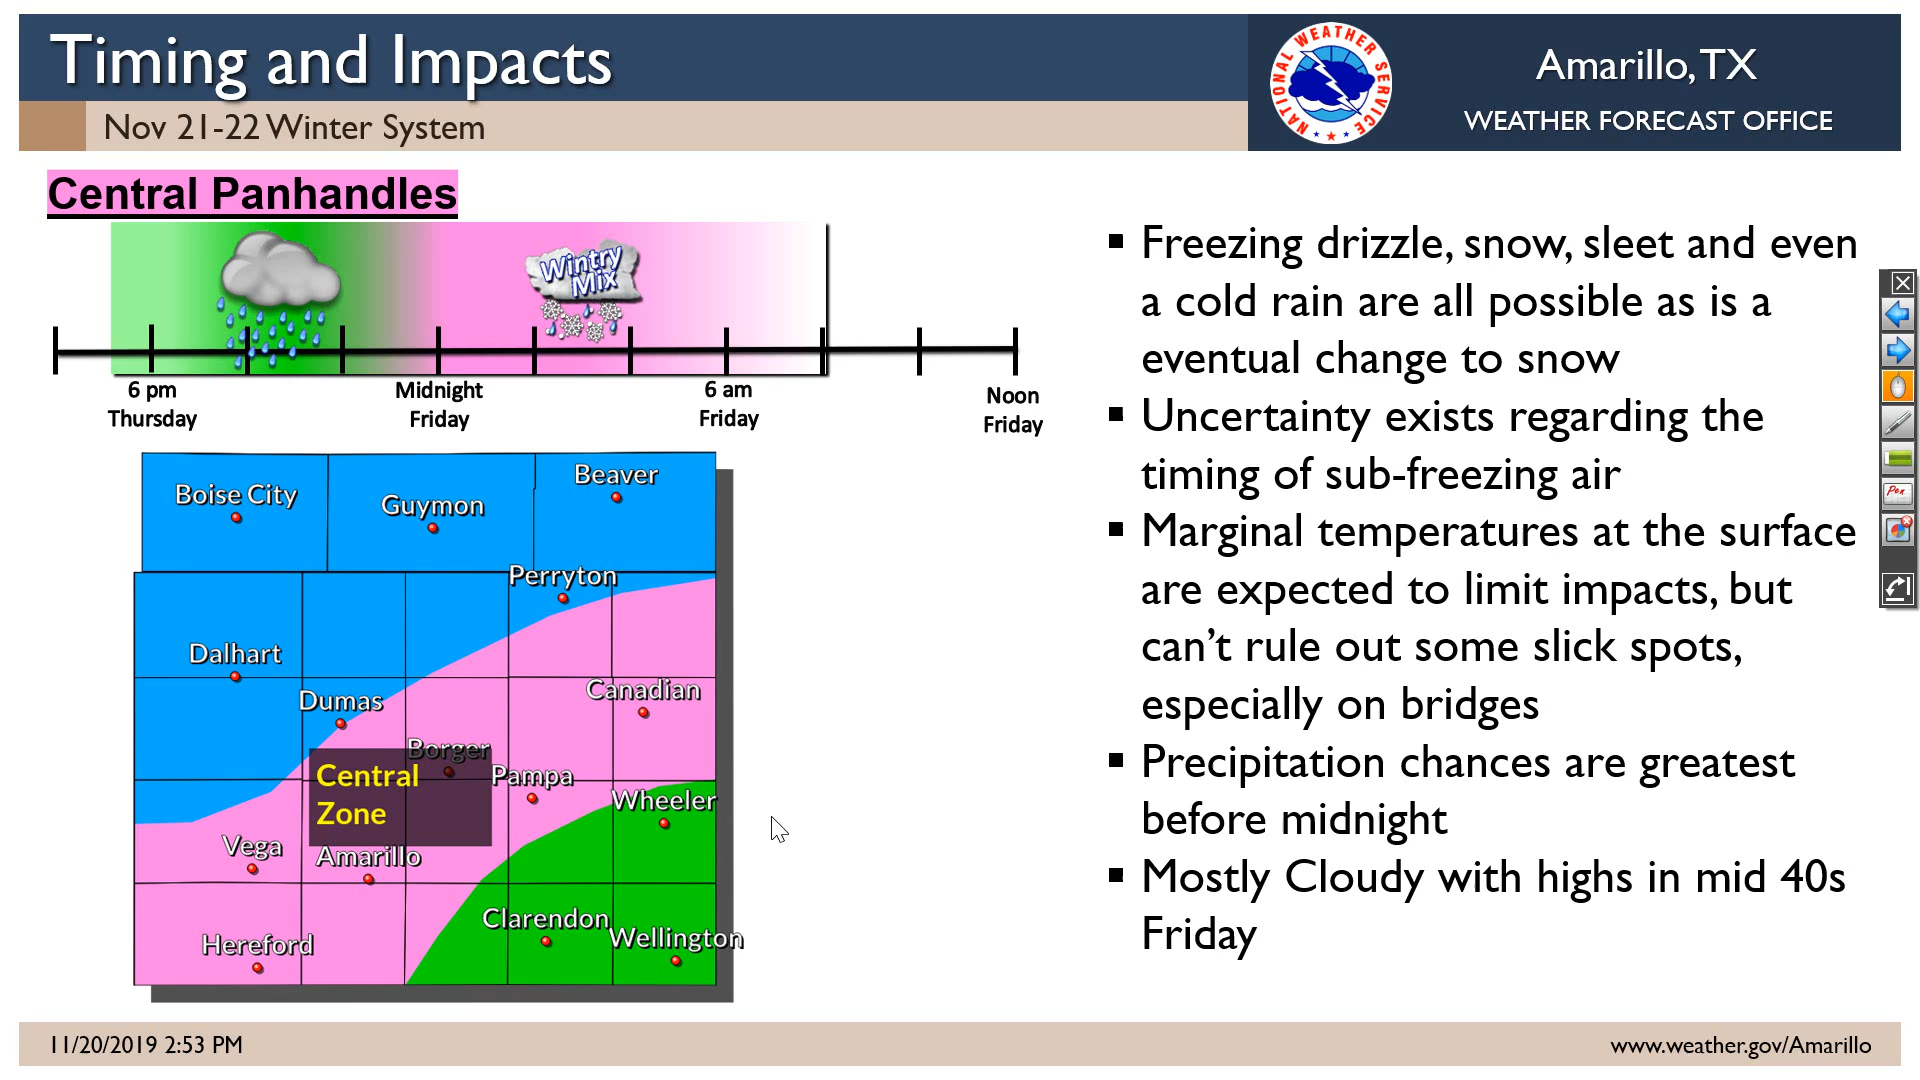 Timing and Impacts
Nov 21-22 Winter System
NATIONAL WEATHER SERVICE
Amarillo, TX
WEATHER FORECAST OFFICE
Central Panhandles
Wintry
Mix
6 pm
Thursday
Midnight
Friday
6 am
Friday
Noon
Friday
Boise City
Guymon
Beaver
Perryton
Dalhart
Dumas
Canadian
Borger
Pampa
Central
Zone
Wheeler
Vega
Amarillo
Clarendon
Wellington
Hereford
▪ Freezing drizzle, snow, sleet and even
a cold rain are all possible as is a
eventual change to snow
▪ Uncertainty exists regarding the
timing of sub-freezing air
▪ Marginal temperatures at the surface
are expected to limit impacts, but
can’t rule out some slick spots,
especially on bridges
▪ Precipitation chances are greatest
before midnight
▪ Mostly Cloudy with highs in mid 40s
Friday
Pen
11/20/2019 2:53 PM
www.weather.gov/Amarillo